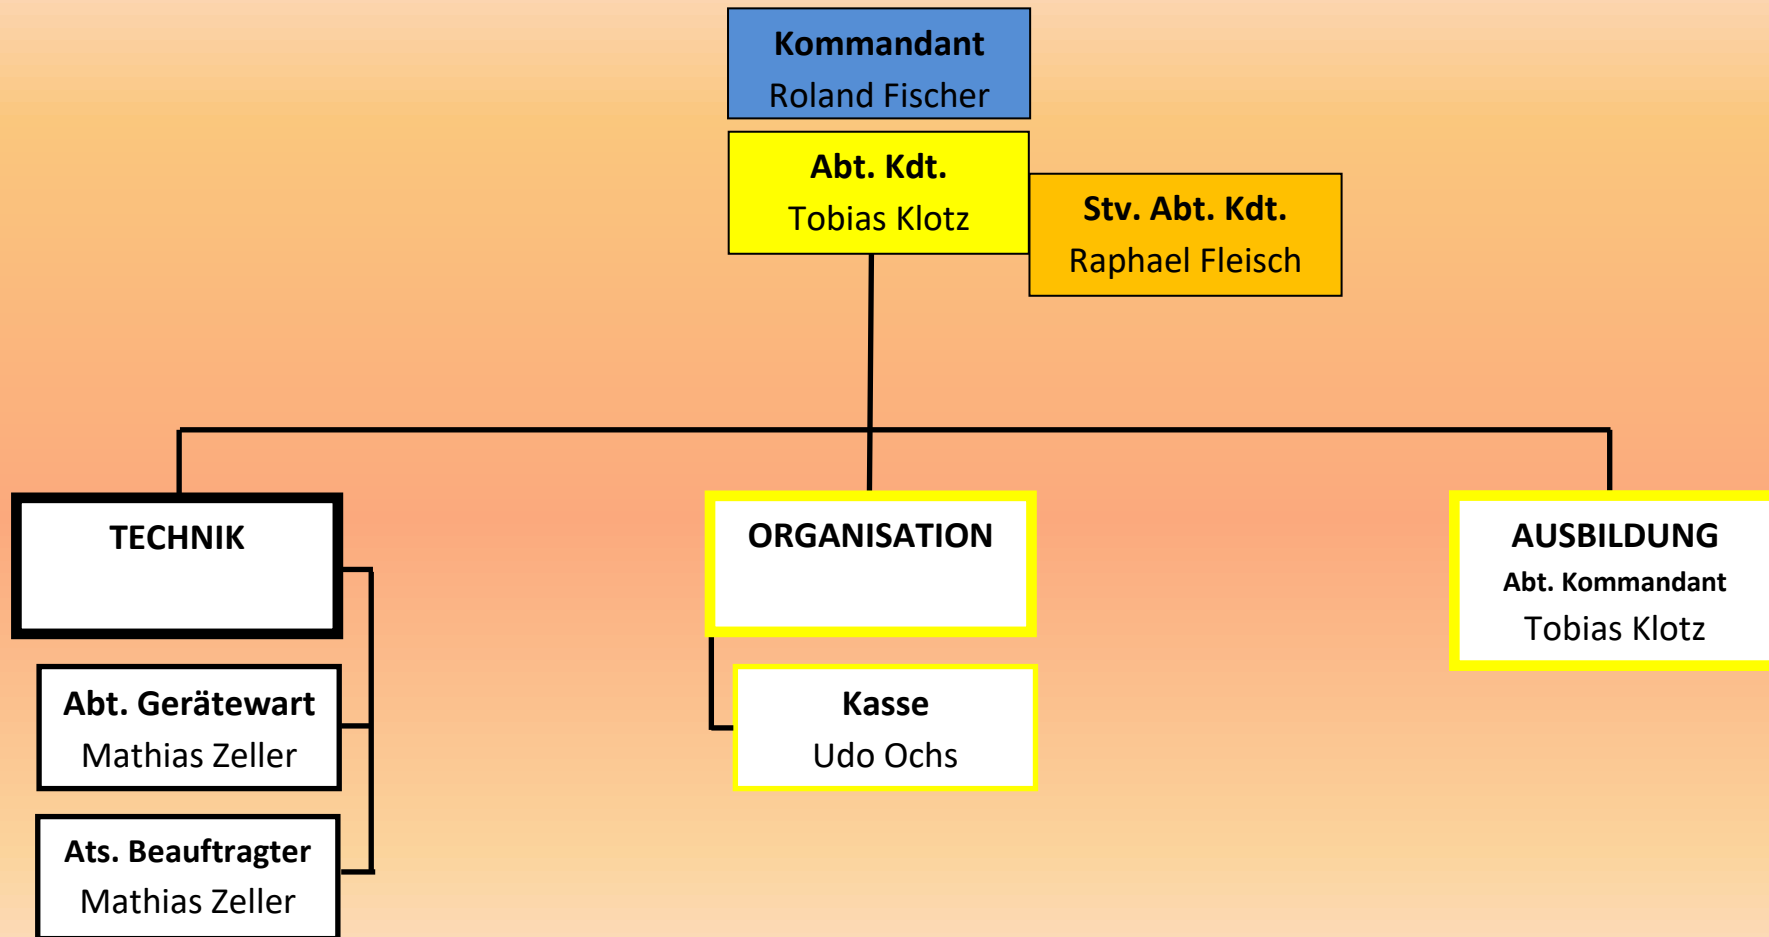 Kommandant
Roland Fischer
Abt. Kdt.
Tobias Klotz
Stv. Abt. Kdt.
Raphael Fleisch
TECHNIK
Abt. Gerätewart
Mathias Zeller
Ats. Beauftragter
Mathias Zeller
ORGANISATION
Kasse
Udo Ochs
AUSBILDUNG
Abt. Kommandant
Tobias Klotz